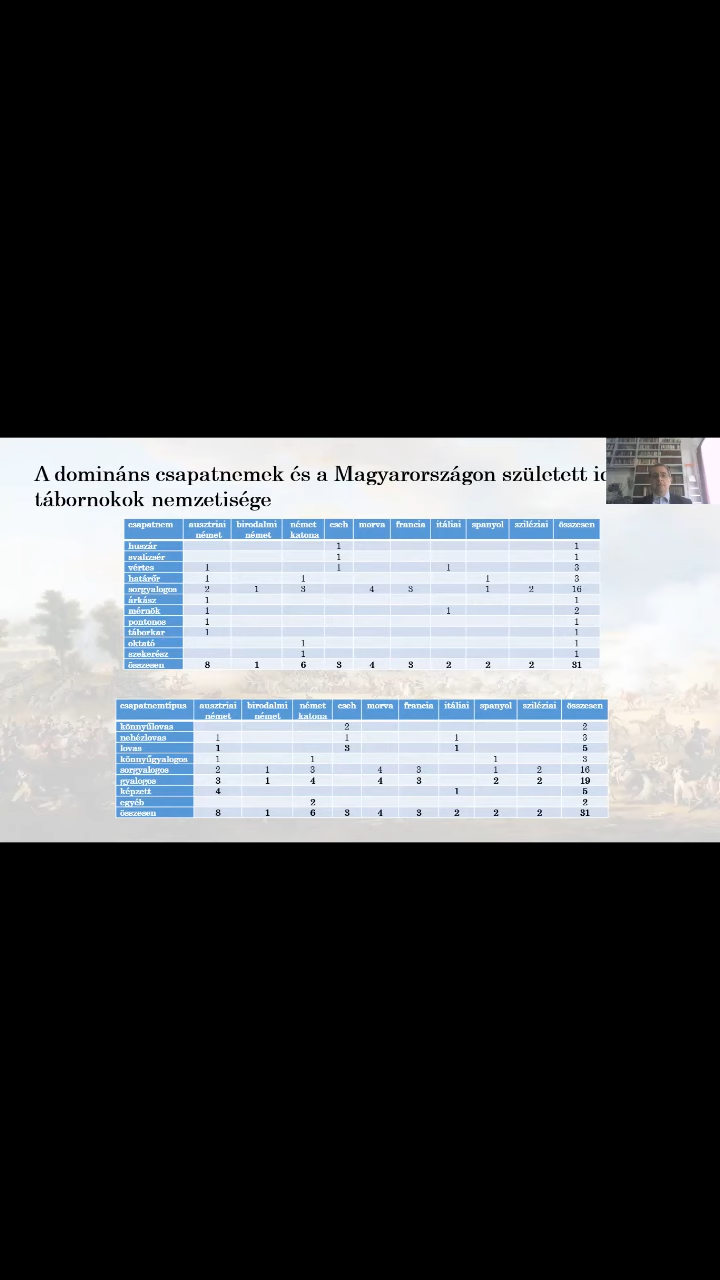 A domináns csapatnemek és a Magyarországon született
tábornokok nemzetisége
csapatnem ausztriai német birodalmi német német katona cseh morva francia itáliai spanyol sziléziai összesen
huszár 1 1
svalizsér 1 1
vértes 1 1 1 3
határőr 1 1 1 3
sorgyalogos 2 1 3 4 3 1 2 16
árkász 1 1
mérnök 1 1 2
pontonos 1 1
táborkar 1 1
oktató 1 1
szekerész 1 1
összesen 8 1 6 3 4 3 2 2 2 31
csapatnemtípus ausztriai német birodalmi német német katona cseh morva francia itáliai spanyol sziléziai összesen
könnyűlovas 2 2
nehézlovas 1 1 1 3
lovas 1 3 1 5
könnyűgyalogos 1 1 1 3
sorgyalogos 2 1 3 4 3 1 2 16
gyalogos 3 1 4 4 3 2 2 19
képzett 4 1 5
egyéb 2 2
összesen 8 1 6 3 4 3 2 2 2 31